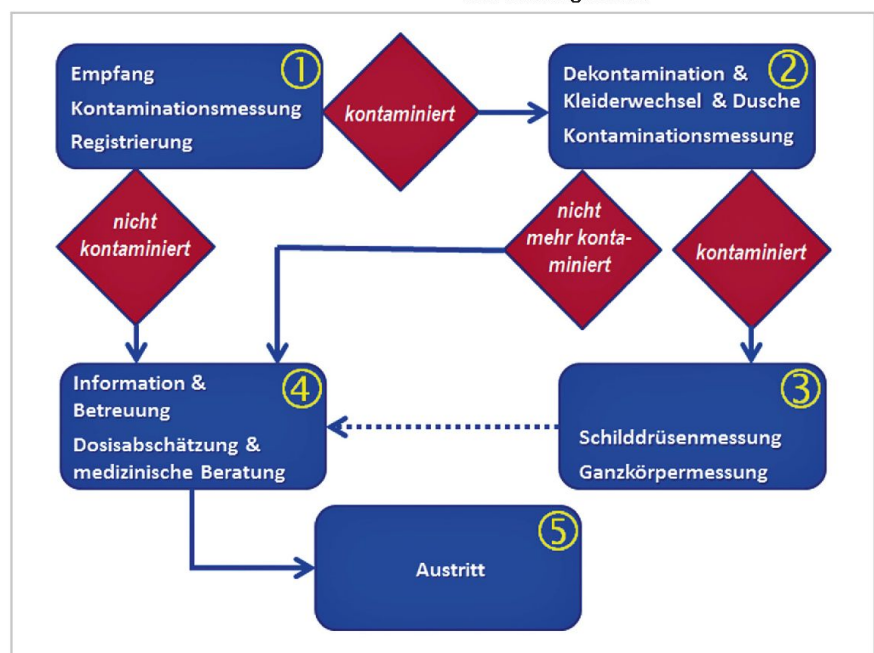 Empfang
①
Kontaminationsmessung
Registrierung
kontaminiert
Dekontamination &
②
Kleiderwechsel & Dusche
Kontaminationsmessung
nicht
kontaminiert
nicht
mehr konta-
miniert
kontaminiert
Information &
④
Betreuung
Dosisabschätzung &
medizinische Beratung
③
Schilddrüsenmessung
Ganzkörpermessung
⑤
Austritt